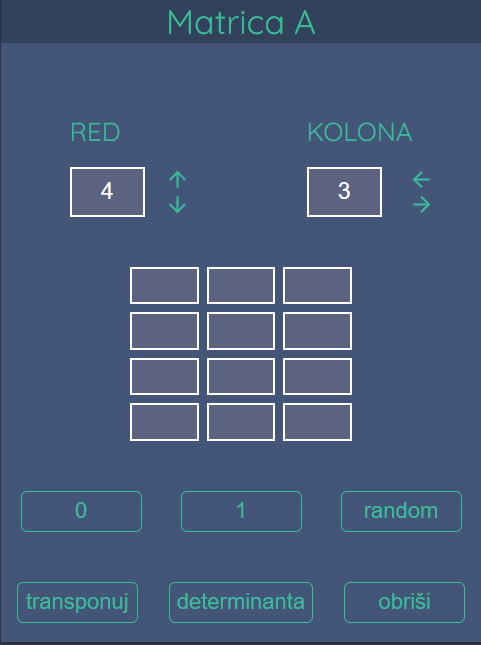 Matrica A
RED KOLONA
4 ↑ ↓ 3 ← →
0 1 random
transponuj determinanta obriši